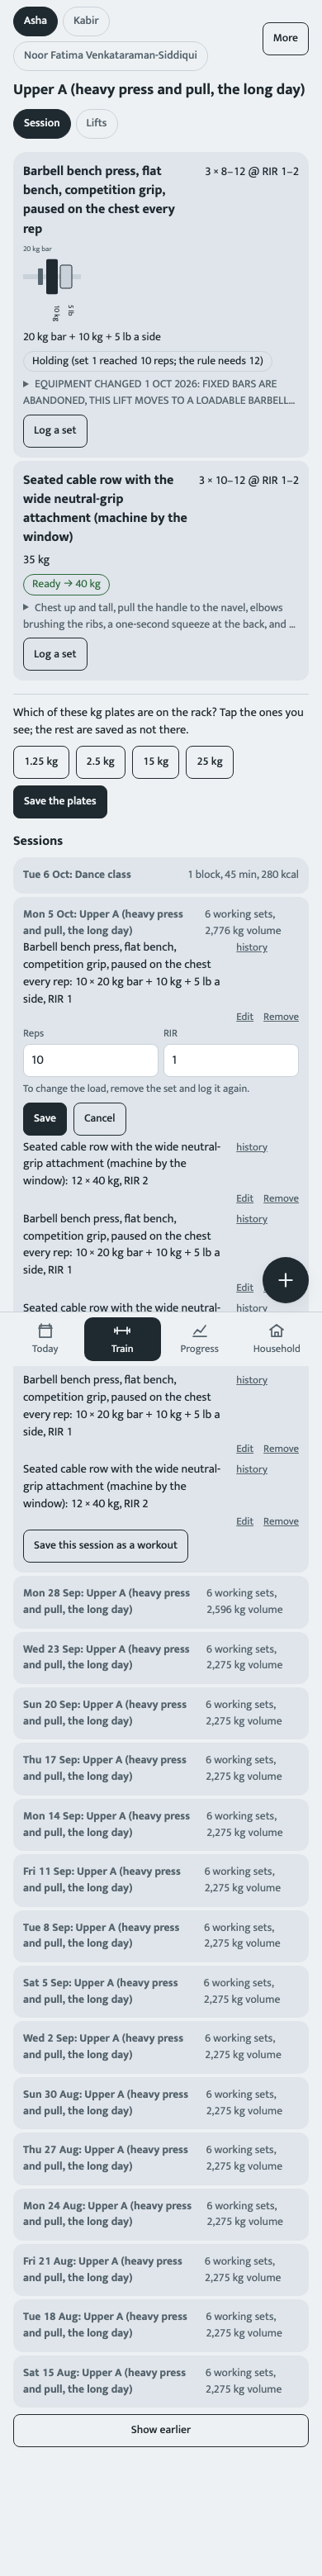 Asha
Kabir
Noor Fatima Venkataraman-Siddiqui
More
Upper A (heavy press and pull, the long day)
Session
Lifts
Barbell bench press, flat
bench, competition grip,
paused on the chest every
rep
3 × 8–12 @ RIR 1–2
20 kg bar
10 kg
5 lb
20 kg bar + 10 kg + 5 lb a side
Holding (set 1 reached 10 reps; the rule needs 12)
▶ EQUIPMENT CHANGED 1 OCT 2026: FIXED BARS ARE
ABANDONED, THIS LIFT MOVES TO A LOADABLE BARBELL…
Log a set
Seated cable row with the
wide neutral-grip
attachment (machine by the
window)
3 × 10–12 @ RIR 1–2
35 kg
Ready → 40 kg
▶ Chest up and tall, pull the handle to the navel, elbows
brushing the ribs, a one-second squeeze at the back, and …
Log a set
Which of these kg plates are on the rack? Tap the ones you
see; the rest are saved as not there.
1.25 kg
2.5 kg
15 kg
25 kg
Save the plates
Sessions
Tue 6 Oct: Dance class
1 block, 45 min, 280 kcal
Mon 5 Oct: Upper A (heavy press
and pull, the long day)
6 working sets,
2,776 kg volume
Barbell bench press, flat bench,
competition grip, paused on the chest
every rep: 10 × 20 kg bar + 10 kg + 5 lb a
side, RIR 1
history
Edit
Remove
Reps
RIR
10
1
To change the load, remove the set and log it again.
Save
Cancel
Seated cable row with the wide neutral-
grip attachment (machine by the
window): 12 × 40 kg, RIR 2
history
Edit
Remove
Barbell bench press, flat bench,
competition grip, paused on the chest
every rep: 10 × 20 kg bar + 10 kg + 5 lb a
side, RIR 1
history
Edit
Seated cable row with the wide neutral-
history
Today
Train
Progress
Household
Barbell bench press, flat bench,
competition grip, paused on the chest
every rep: 10 × 20 kg bar + 10 kg + 5 lb a
side, RIR 1
history
Edit
Remove
Seated cable row with the wide neutral-
grip attachment (machine by the
window): 12 × 40 kg, RIR 2
history
Edit
Remove
Save this session as a workout
Mon 28 Sep: Upper A (heavy press
and pull, the long day)
6 working sets,
2,596 kg volume
Wed 23 Sep: Upper A (heavy press
and pull, the long day)
6 working sets,
2,275 kg volume
Sun 20 Sep: Upper A (heavy press
and pull, the long day)
6 working sets,
2,275 kg volume
Thu 17 Sep: Upper A (heavy press
and pull, the long day)
6 working sets,
2,275 kg volume
Mon 14 Sep: Upper A (heavy press
and pull, the long day)
6 working sets,
2,275 kg volume
Fri 11 Sep: Upper A (heavy press
and pull, the long day)
6 working sets,
2,275 kg volume
Tue 8 Sep: Upper A (heavy press
and pull, the long day)
6 working sets,
2,275 kg volume
Sat 5 Sep: Upper A (heavy press
and pull, the long day)
6 working sets,
2,275 kg volume
Wed 2 Sep: Upper A (heavy press
and pull, the long day)
6 working sets,
2,275 kg volume
Sun 30 Aug: Upper A (heavy press
and pull, the long day)
6 working sets,
2,275 kg volume
Thu 27 Aug: Upper A (heavy press
and pull, the long day)
6 working sets,
2,275 kg volume
Mon 24 Aug: Upper A (heavy press
and pull, the long day)
6 working sets,
2,275 kg volume
Fri 21 Aug: Upper A (heavy press
and pull, the long day)
6 working sets,
2,275 kg volume
Tue 18 Aug: Upper A (heavy press
and pull, the long day)
6 working sets,
2,275 kg volume
Sat 15 Aug: Upper A (heavy press
and pull, the long day)
6 working sets,
2,275 kg volume
Show earlier